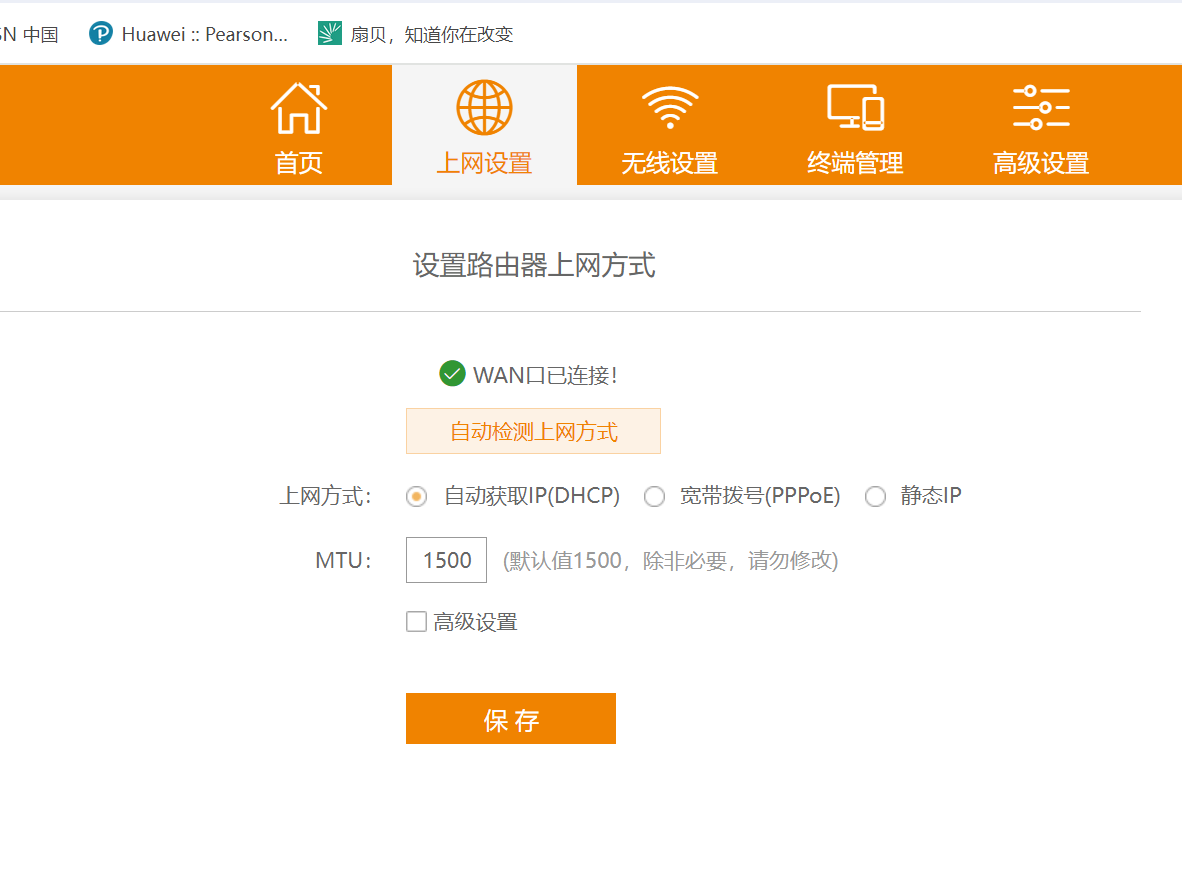 中国 Huawei :: Pearson... 扇贝，知道你在改变
首页 上网设置 无线设置 终端管理 高级设置
设置路由器上网方式
WAN口已连接！
自动检测上网方式
上网方式： 自动获取IP(DHCP) 宽带拨号(PPPoE) 静态IP
MTU： 1500 (默认值1500，除非必要，请勿修改)
高级设置
保 存